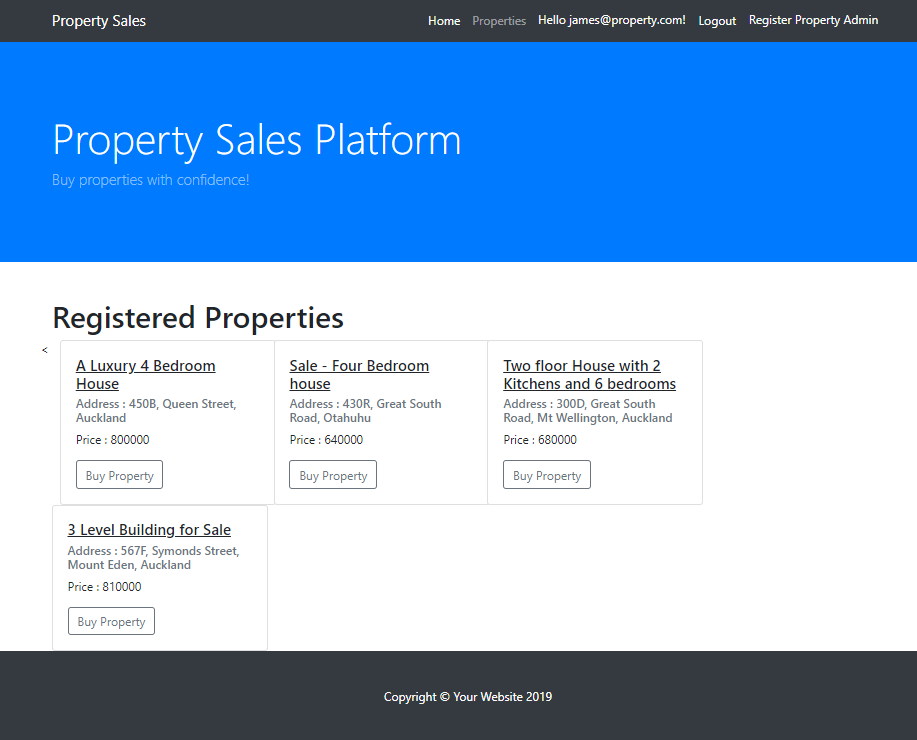 Property Sales
Home Properties Hello james@property.com! Logout Register Property Admin
Property Sales Platform
Buy properties with confidence!
Registered Properties
<
A Luxury 4 Bedroom
House
Address : 450B, Queen Street,
Auckland
Price : 800000
Buy Property
Sale - Four Bedroom
house
Address : 430R, Great South
Road, Otahuhu
Price : 640000
Buy Property
Two floor House with 2
Kitchens and 6 bedrooms
Address : 300D, Great South
Road, Mt Wellington, Auckland
Price : 680000
Buy Property
3 Level Building for Sale
Address : 567F, Symonds Street,
Mount Eden, Auckland
Price : 810000
Buy Property
Copyright © Your Website 2019